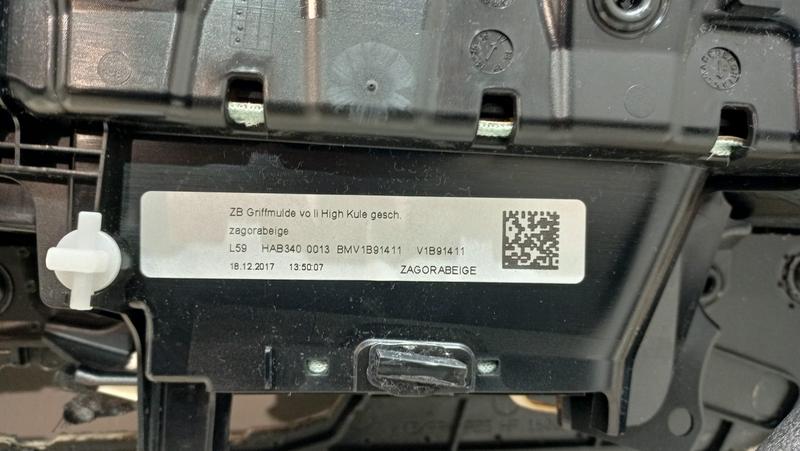 ZB Griffmulde vo li High Kule gesch.
zagorabeige
L59 HAB340 0013 BMV1B91411 V1B91411
18.12.2017 13:50:07 ZAGORABEIGE